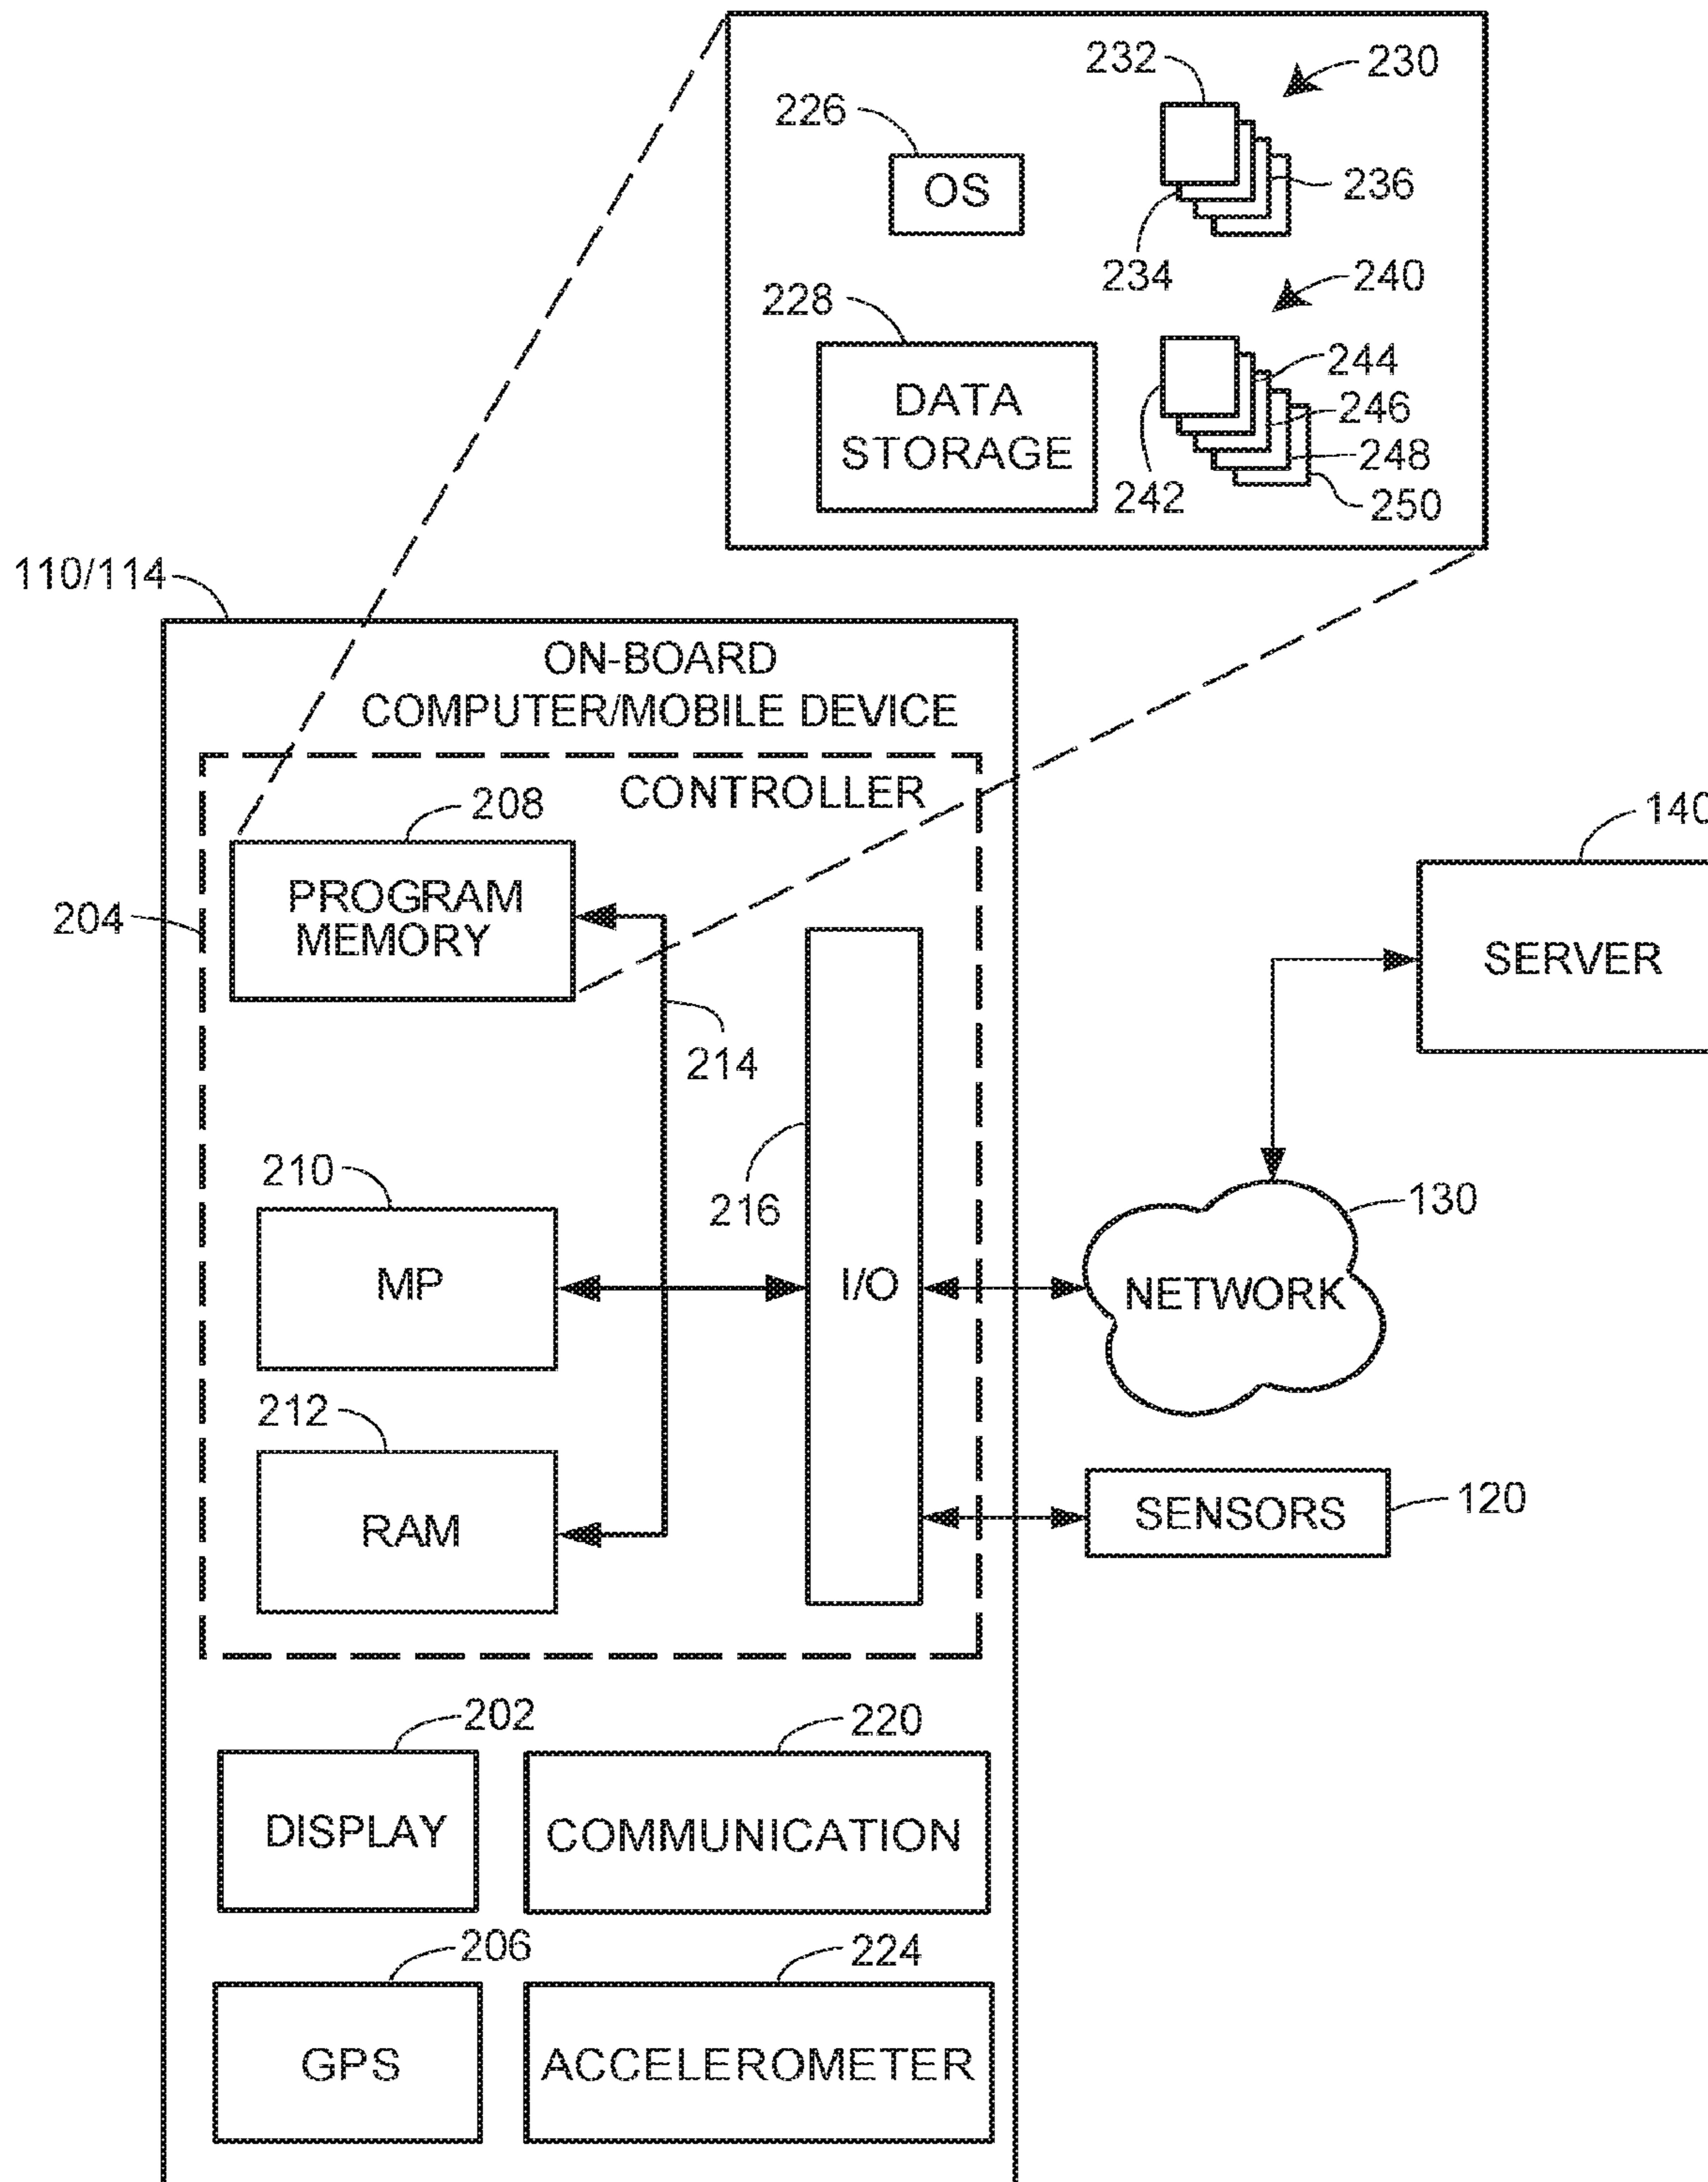 232
230
226
OS
236
234
240
228
244
DATA
STORAGE
246
248
242
250
110/114
ON-BOARD
COMPUTER/MOBILE DEVICE
CONTROLLER
208
140
PROGRAM
MEMORY
204
SERVER
214
210
216
130
MP
I/O
NETWORK
212
RAM
SENSORS
120
202
220
DISPLAY
COMMUNICATION
206
224
GPS
ACCELEROMETER